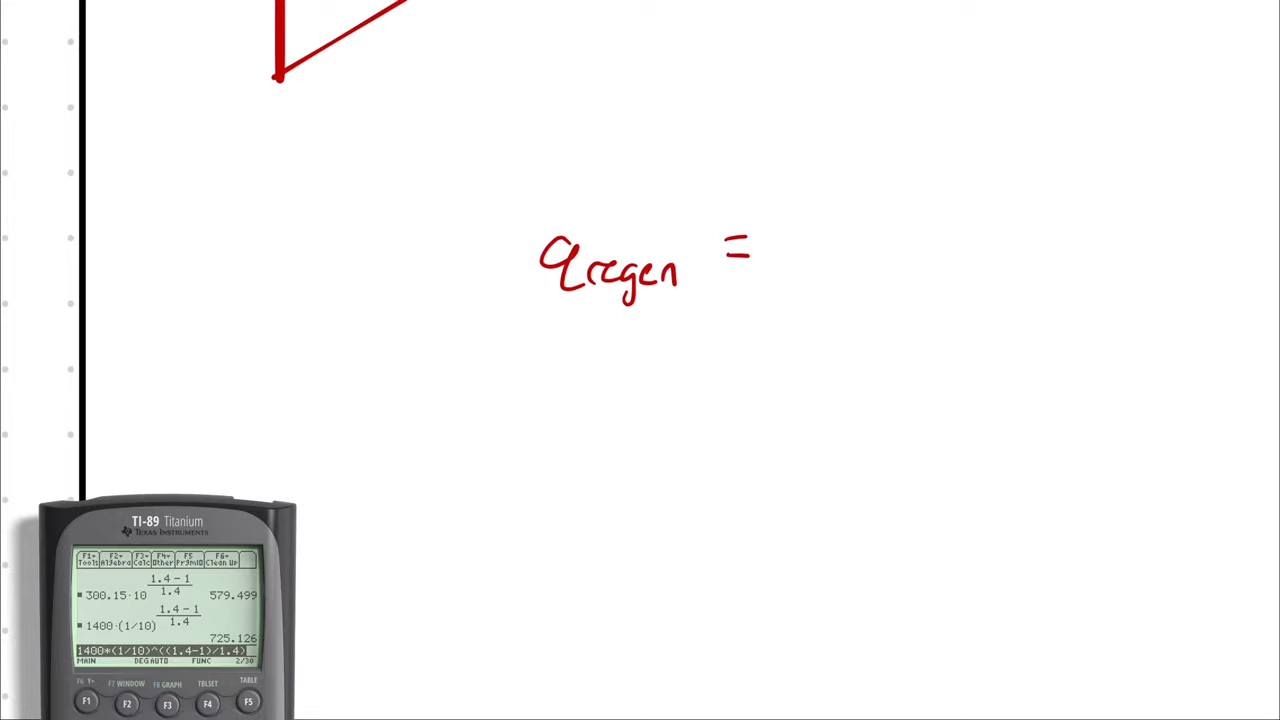 qregen =
TI-89 Titanium
TEXAS INSTRUMENTS
F1 Tools F2 Algebra F3 Calc F4 Other F5 PrgmIO F6 Clean Up
300.15·10^((1.4-1)/1.4) 579.499
1400·(1/10)^((1.4-1)/1.4) 725.126
1400*(1/10)^((1.4-1)/1.4)
MAIN DEG AUTO FUNC 2/30
F6 Y= F7 WINDOW F8 GRAPH TBLSET TABLE
F1 F2 F3 F4 F5